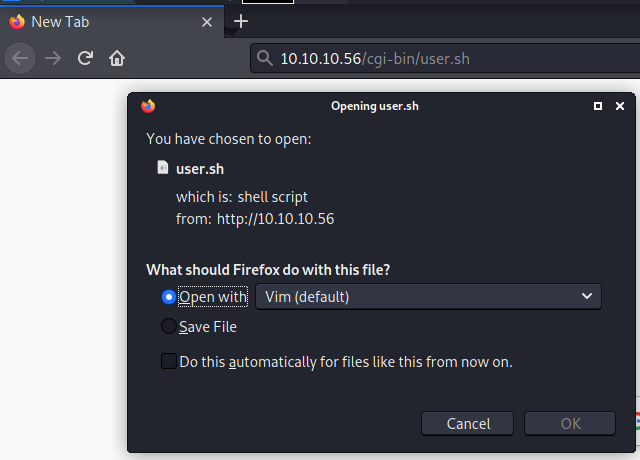 New Tab
10.10.10.56/cgi-bin/user.sh
Opening user.sh
You have chosen to open:
user.sh
which is: shell script
from: http://10.10.10.56
What should Firefox do with this file?
Open with Vim (default)
Save File
Do this automatically for files like this from now on.
Cancel OK